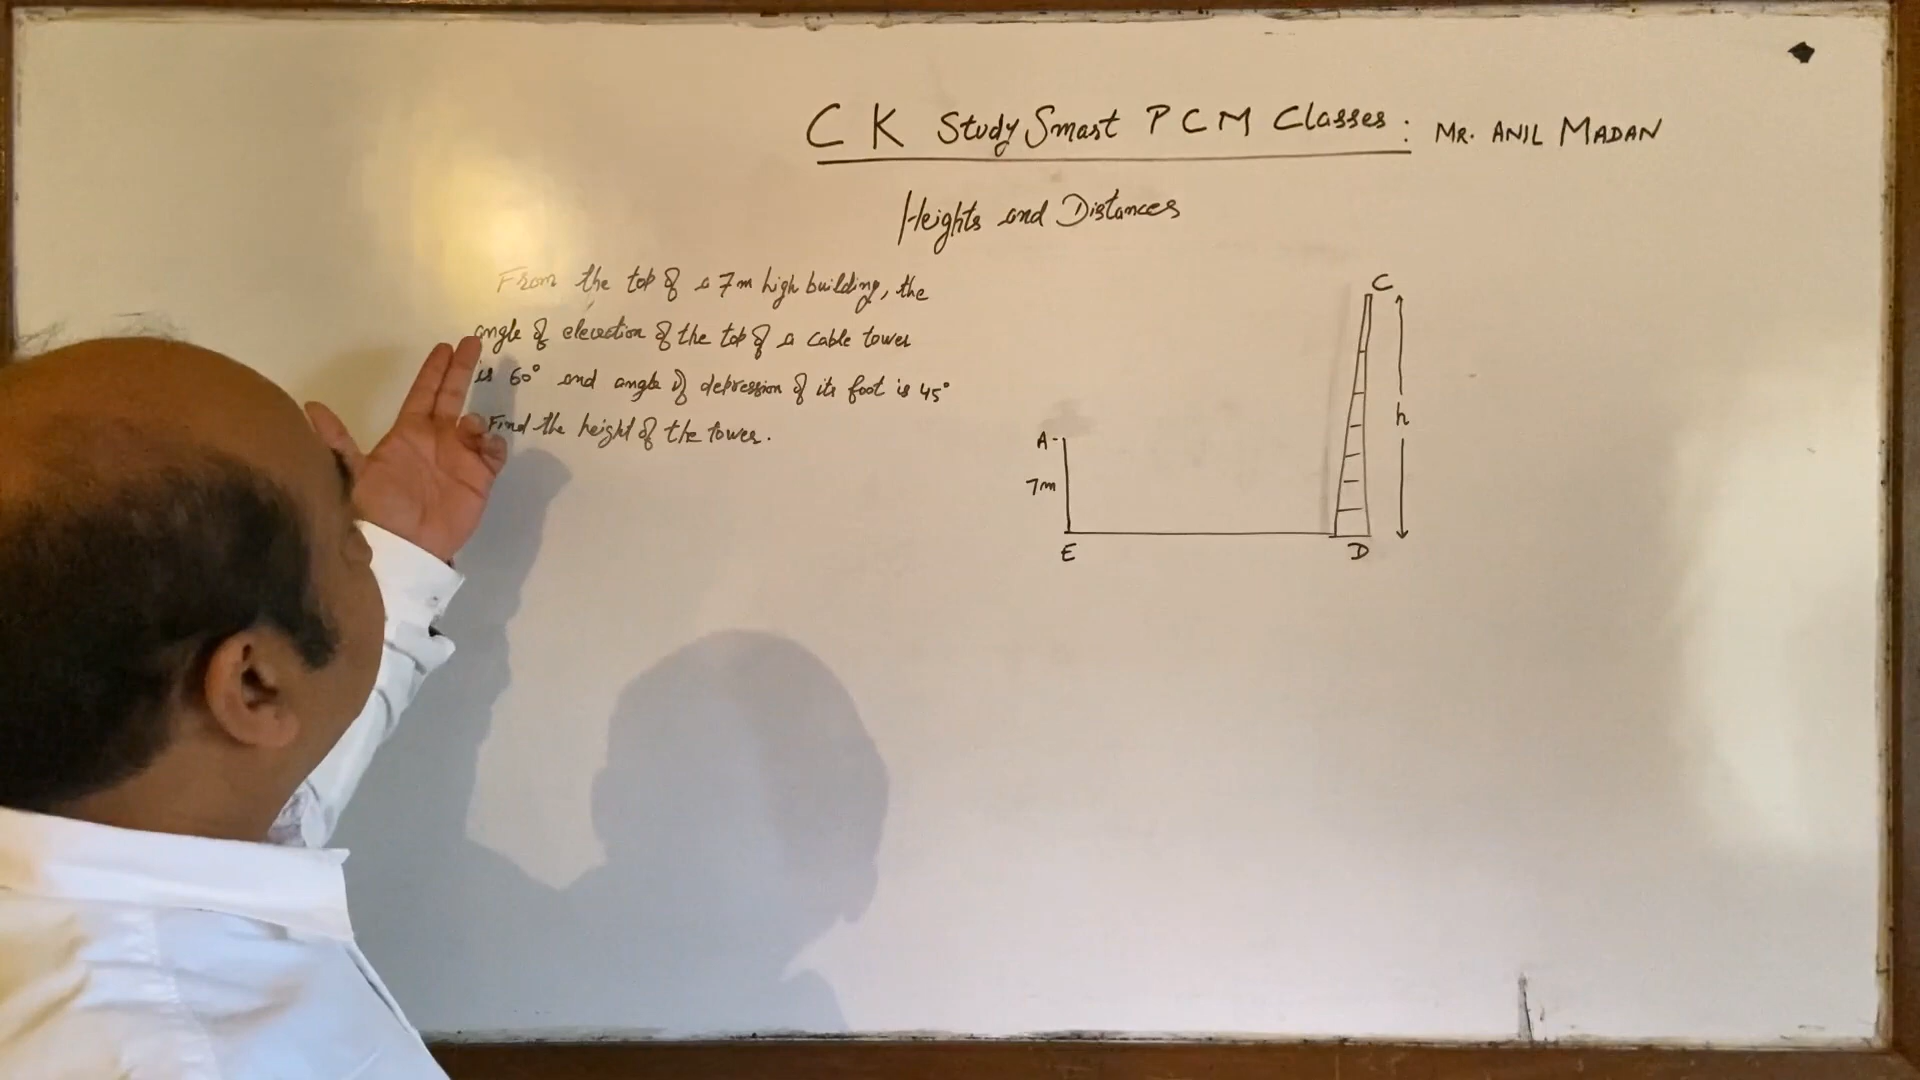 C K Study Smart P C M Classes : MR. ANIL MADAN
Heights and Distances
From the top of a 7m high building, the
angle of elevation of the top of a cable tower
is 60° and angle of depression of its foot is 45°
Find the height of the tower.
C
h
A
7m
E
D